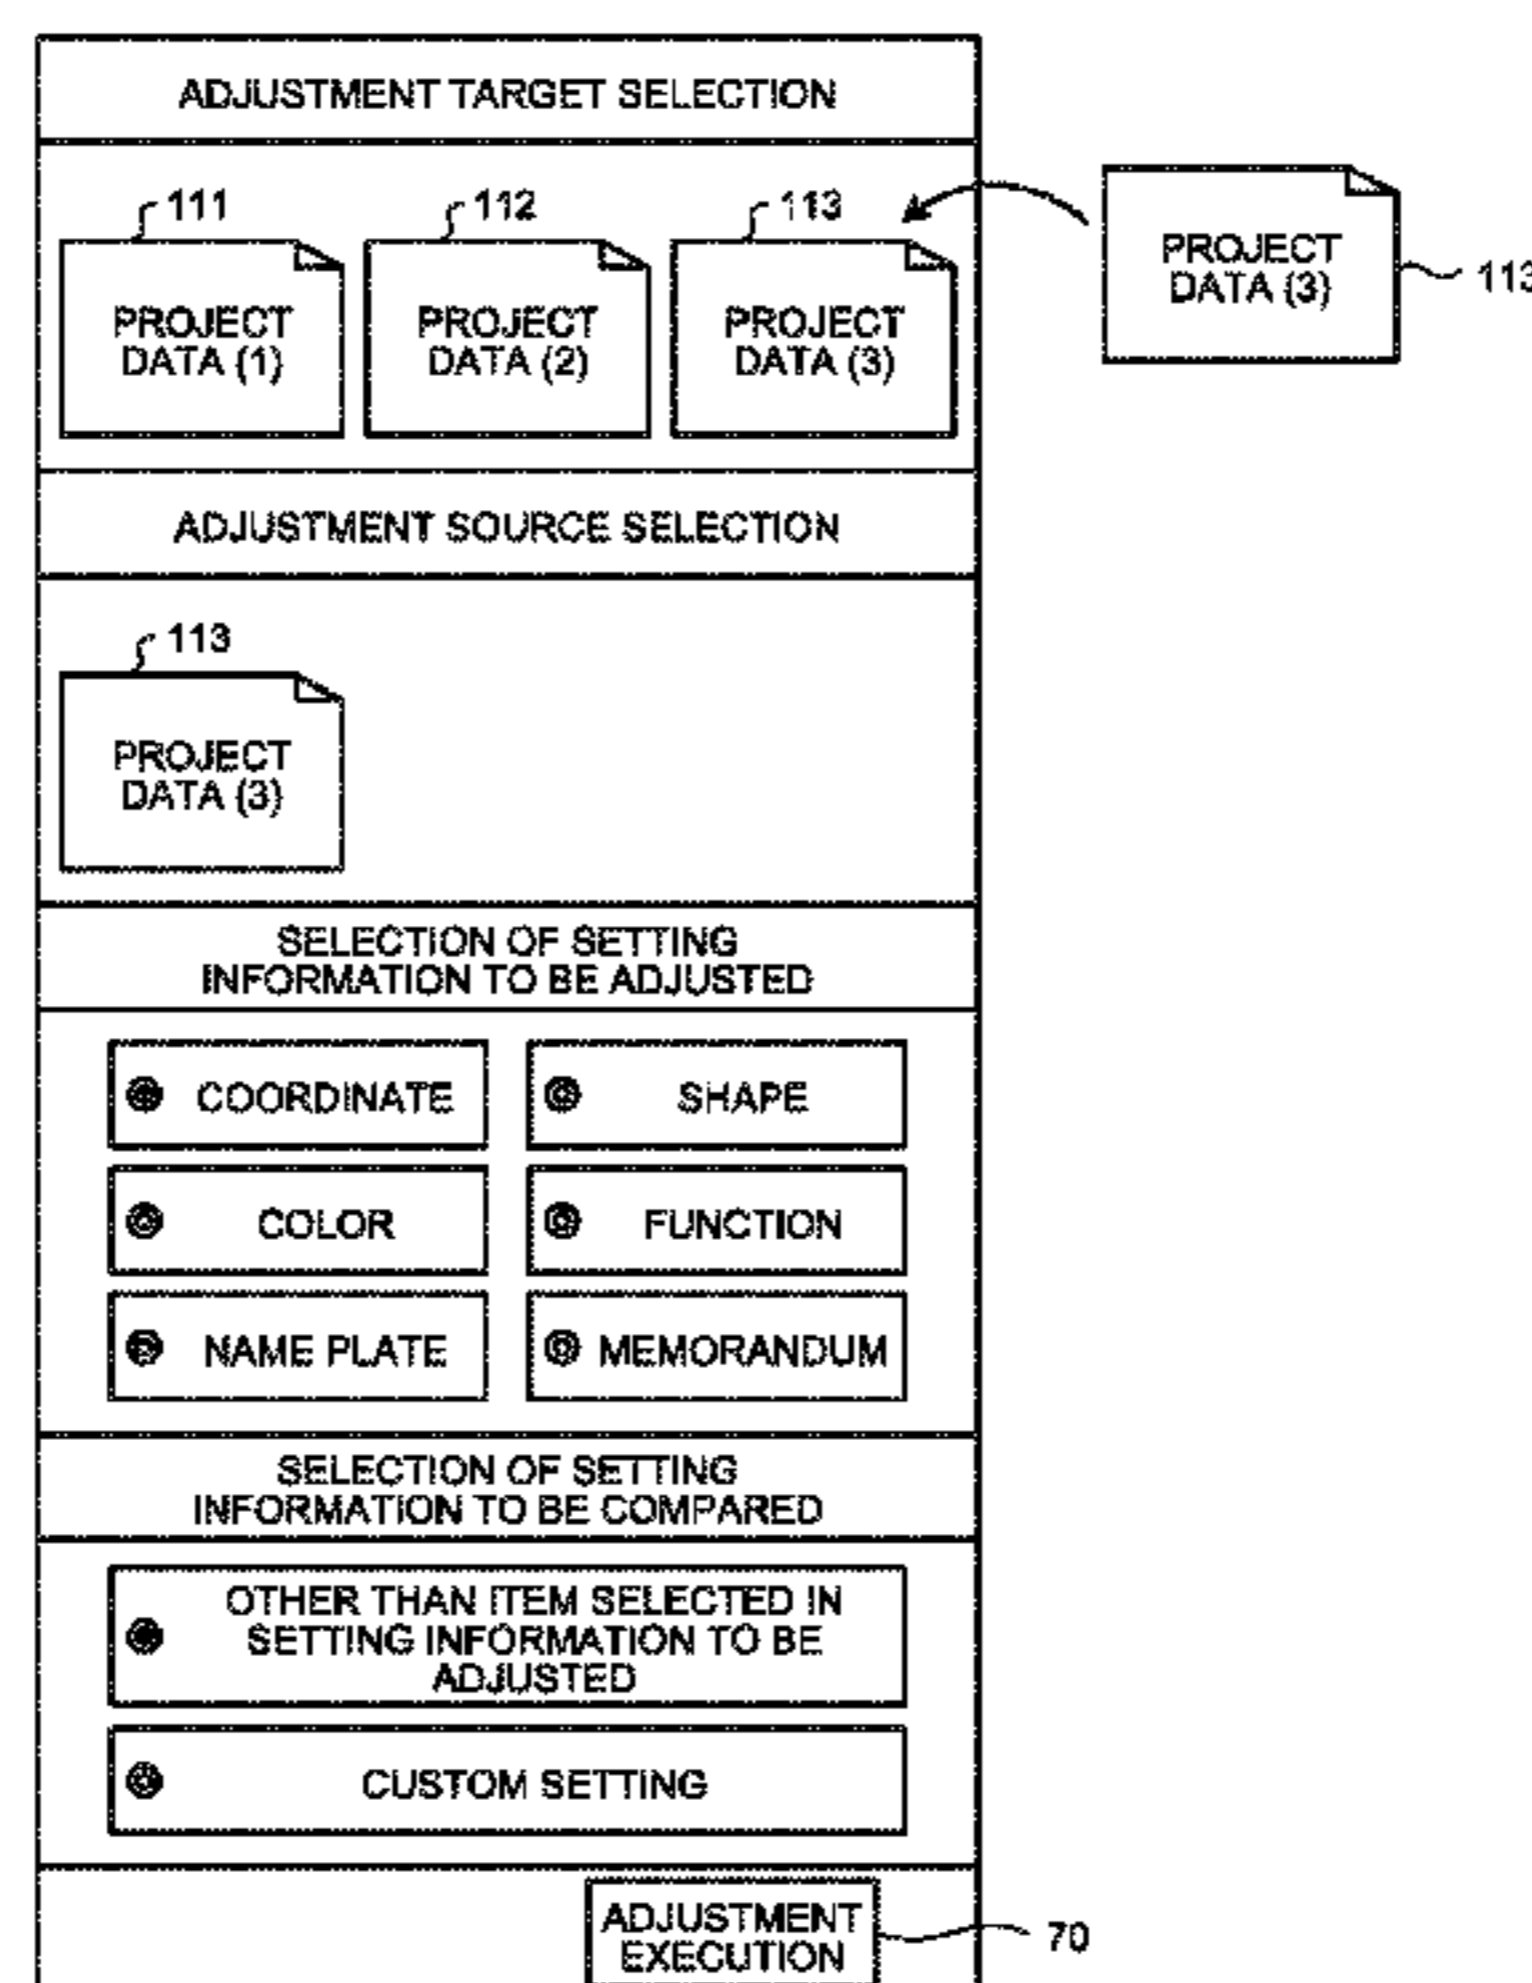 ADJUSTMENT TARGET SELECTION
111
112
113
PROJECT
DATA (1)
PROJECT
DATA (2)
PROJECT
DATA (3)
PROJECT
DATA (3)
113
ADJUSTMENT SOURCE SELECTION
113
PROJECT
DATA (3)
SELECTION OF SETTING
INFORMATION TO BE ADJUSTED
COORDINATE
SHAPE
COLOR
FUNCTION
NAME PLATE
MEMORANDUM
SELECTION OF SETTING
INFORMATION TO BE COMPARED
OTHER THAN ITEM SELECTED IN
SETTING INFORMATION TO BE
ADJUSTED
CUSTOM SETTING
ADJUSTMENT
EXECUTION
70